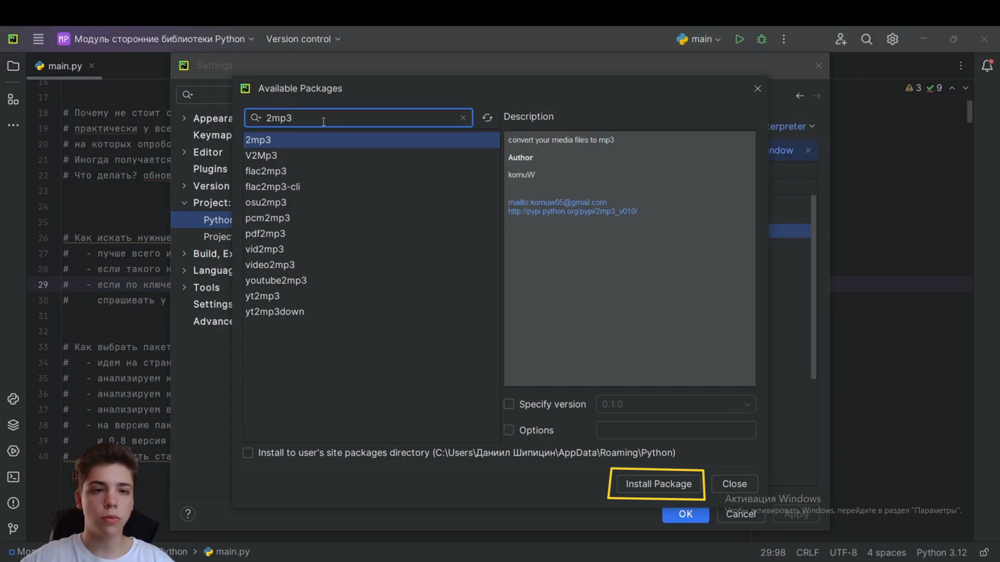 MP Модуль сторонние библиотеки Python Version control main
main.py
Settings
Available Packages
3 9
2mp3
Description
2mp3
V2Mp3
flac2mp3
flac2mp3-cli
osu2mp3
pcm2mp3
pdf2mp3
vid2mp3
video2mp3
youtube2mp3
yt2mp3
yt2mp3down
convert your media files to mp3
Author
komuW
mailto:komuw05@gmail.com
http://pypi.python.org/pypi/2mp3_v010/
Specify version 0.1.0
Options
Install to user's site packages directory (C:\Users\Даниил Шипицин\AppData\Roaming\Python)
Install Package Close
Appeara
Keymap
Editor
Plugins
Version
Project:
Python
Projec
Build, Ex
Languag
Tools
Settings
Advance
terpreter
ndow
16
17
18 # Почему не стоит с
19 # практически у все
20 # на которых опробо
21 # Иногда получается
22 # Что делать? обнов
23
24
25
26 # Как искать нужные
27 # - лучше всего и
28 # - если такого н
29 # - если по ключе
30 # спрашивать у
31
32
33 # Как выбрать пакет
34 # - идем на стран
35 # - анализируем к
36 # - анализируем к
37 # - анализируем в
38 # - на версию пак
39 # и 0.8 версия
40 # сть ста
? OK Cancel Apply
Активация Windows
Чтобы активировать Windows, перейдите в раздел "Параметры".
Python main.py
29:98 CRLF UTF-8 4 spaces Python 3.12